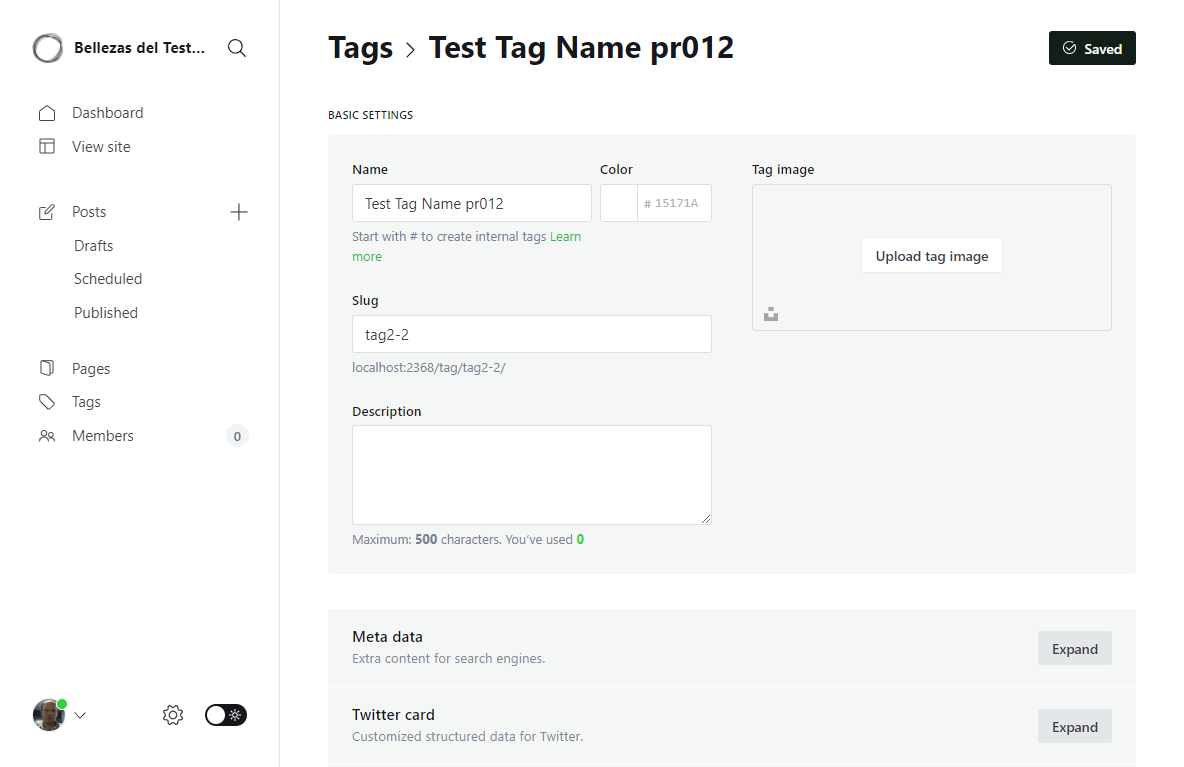 Bellezas del Test...
Dashboard
View site
Posts
Drafts
Scheduled
Published
Pages
Tags
Members 0
Tags > Test Tag Name pr012
Saved
BASIC SETTINGS
Name
Test Tag Name pr012
Start with # to create internal tags Learn
more
Color
# 15171A
Slug
tag2-2
localhost:2368/tag/tag2-2/
Description
Maximum: 500 characters. You’ve used 0
Tag image
Upload tag image
Meta data
Extra content for search engines.
Expand
Twitter card
Customized structured data for Twitter.
Expand